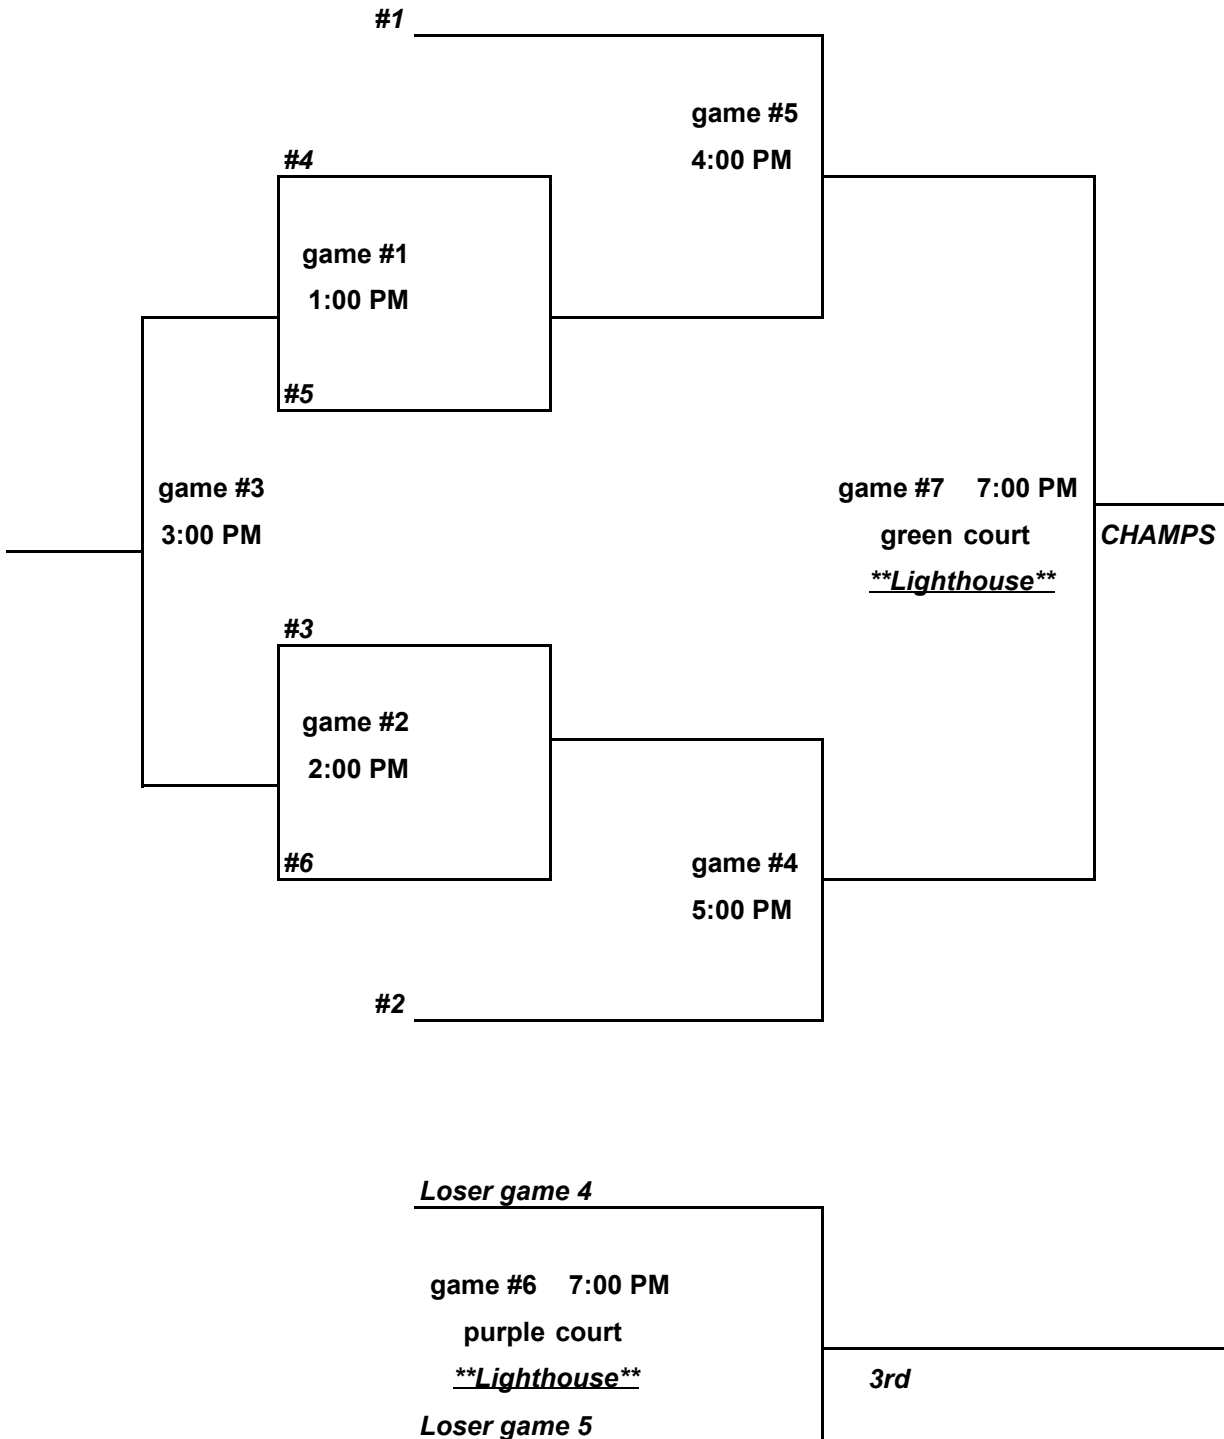 #1
game #5
#4
4:00 PM
game #1
1:00 PM
#5
game #3
game #7 7:00 PM
3:00 PM
green court
CHAMPS
**Lighthouse**
#3
game #2
2:00 PM
#6
game #4
5:00 PM
#2
Loser game 4
game #6 7:00 PM
purple court
**Lighthouse**
3rd
Loser game 5